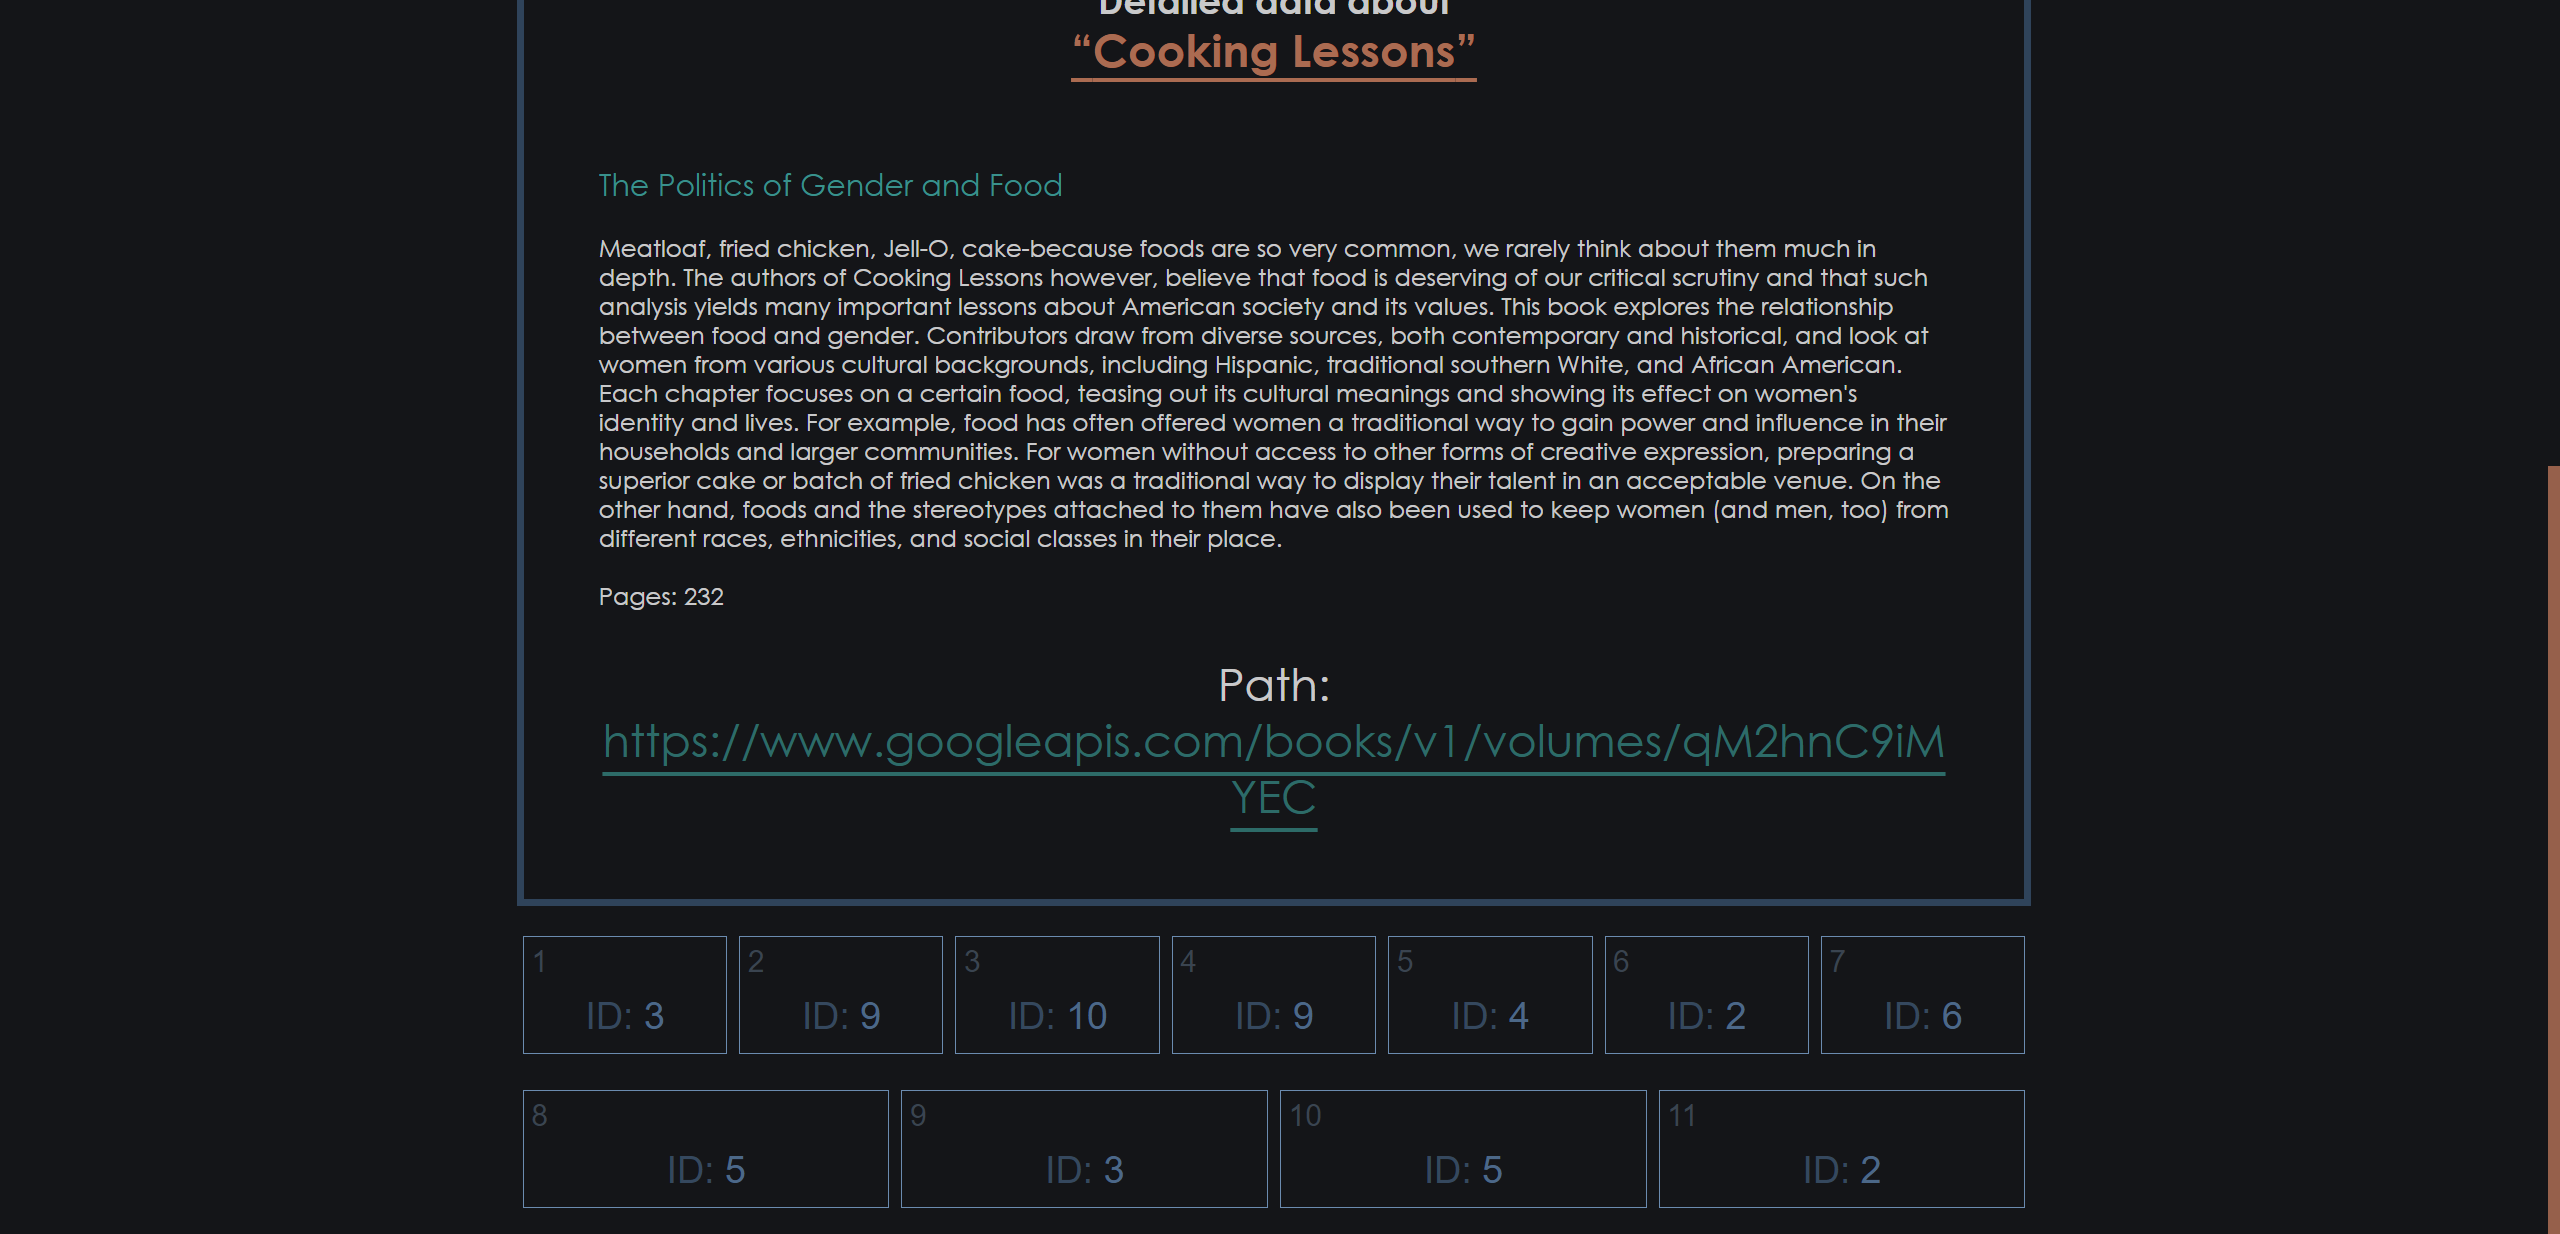 Detailed data about
“Cooking Lessons”
The Politics of Gender and Food
Meatloaf, fried chicken, Jell-O, cake-because foods are so very common, we rarely think about them much in
depth. The authors of Cooking Lessons however, believe that food is deserving of our critical scrutiny and that such
analysis yields many important lessons about American society and its values. This book explores the relationship
between food and gender. Contributors draw from diverse sources, both contemporary and historical, and look at
women from various cultural backgrounds, including Hispanic, traditional southern White, and African American.
Each chapter focuses on a certain food, teasing out its cultural meanings and showing its effect on women's
identity and lives. For example, food has often offered women a traditional way to gain power and influence in their
households and larger communities. For women without access to other forms of creative expression, preparing a
superior cake or batch of fried chicken was a traditional way to display their talent in an acceptable venue. On the
other hand, foods and the stereotypes attached to them have also been used to keep women (and men, too) from
different races, ethnicities, and social classes in their place.
Pages: 232
Path:
https://www.googleapis.com/books/v1/volumes/qM2hnC9iM
YEC
1
ID: 3
2
ID: 9
3
ID: 10
4
ID: 9
5
ID: 4
6
ID: 2
7
ID: 6
8
ID: 5
9
ID: 3
10
ID: 5
11
ID: 2